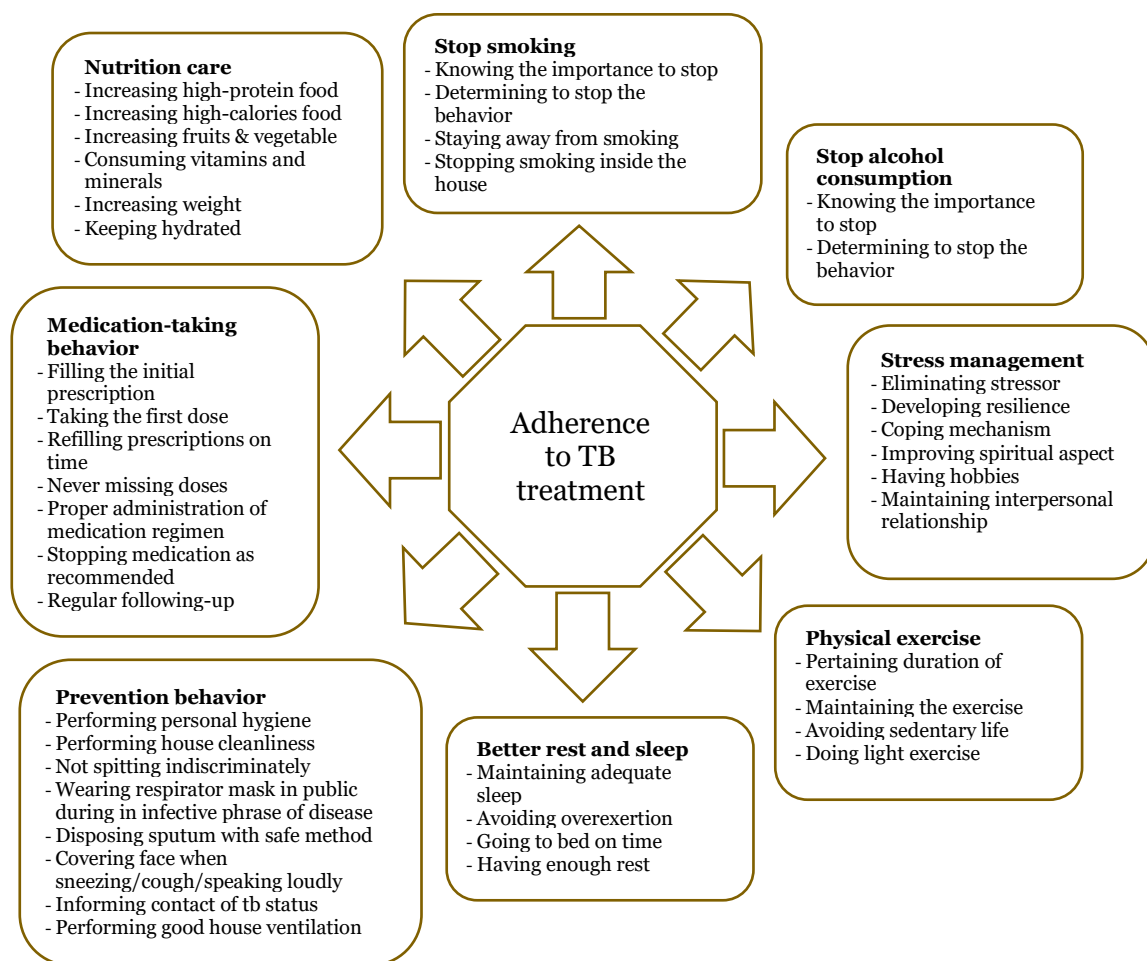 Nutrition care
- Increasing high-protein food
- Increasing high-calories food
- Increasing fruits & vegetable
- Consuming vitamins and
minerals
- Increasing weight
- Keeping hydrated
Stop smoking
- Knowing the importance to stop
- Determining to stop the
behavior
- Staying away from smoking
- Stopping smoking inside the
house
Stop alcohol
consumption
- Knowing the importance
to stop
- Determining to stop the
behavior
Medication-taking
behavior
- Filling the initial
prescription
- Taking the first dose
- Refilling prescriptions on
time
- Never missing doses
- Proper administration of
medication regimen
- Stopping medication as
recommended
- Regular following-up
Adherence
to TB
treatment
Stress management
- Eliminating stressor
- Developing resilience
- Coping mechanism
- Improving spiritual aspect
- Having hobbies
- Maintaining interpersonal
relationship
Prevention behavior
- Performing personal hygiene
- Performing house cleanliness
- Not spitting indiscriminately
- Wearing respirator mask in public
during in infective phrase of disease
- Disposing sputum with safe method
- Covering face when
sneezing/cough/speaking loudly
- Informing contact of tb status
- Performing good house ventilation
Better rest and sleep
- Maintaining adequate
sleep
- Avoiding overexertion
- Going to bed on time
- Having enough rest
Physical exercise
- Pertaining duration of
exercise
- Maintaining the exercise
- Avoiding sedentary life
- Doing light exercise